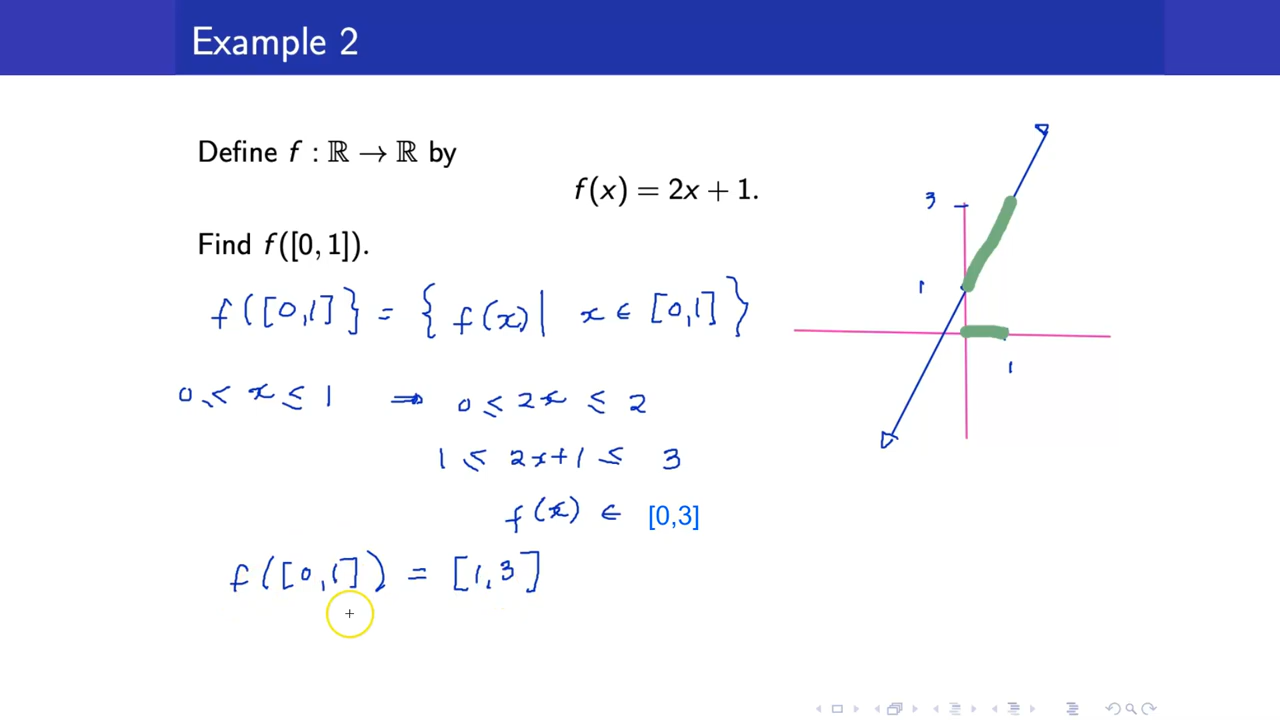 Example 2
Define f : ℝ → ℝ by
f(x) = 2x + 1.
Find f([0, 1]).
f([0,1]} = { f(x) | x ∈ [0,1] }
0 ≤ x ≤ 1 ⇒ 0 ≤ 2x ≤ 2
1 ≤ 2x+1 ≤ 3
f(x) ∈ [0,3]
f([0,1]) = [1,3]
3
1
1